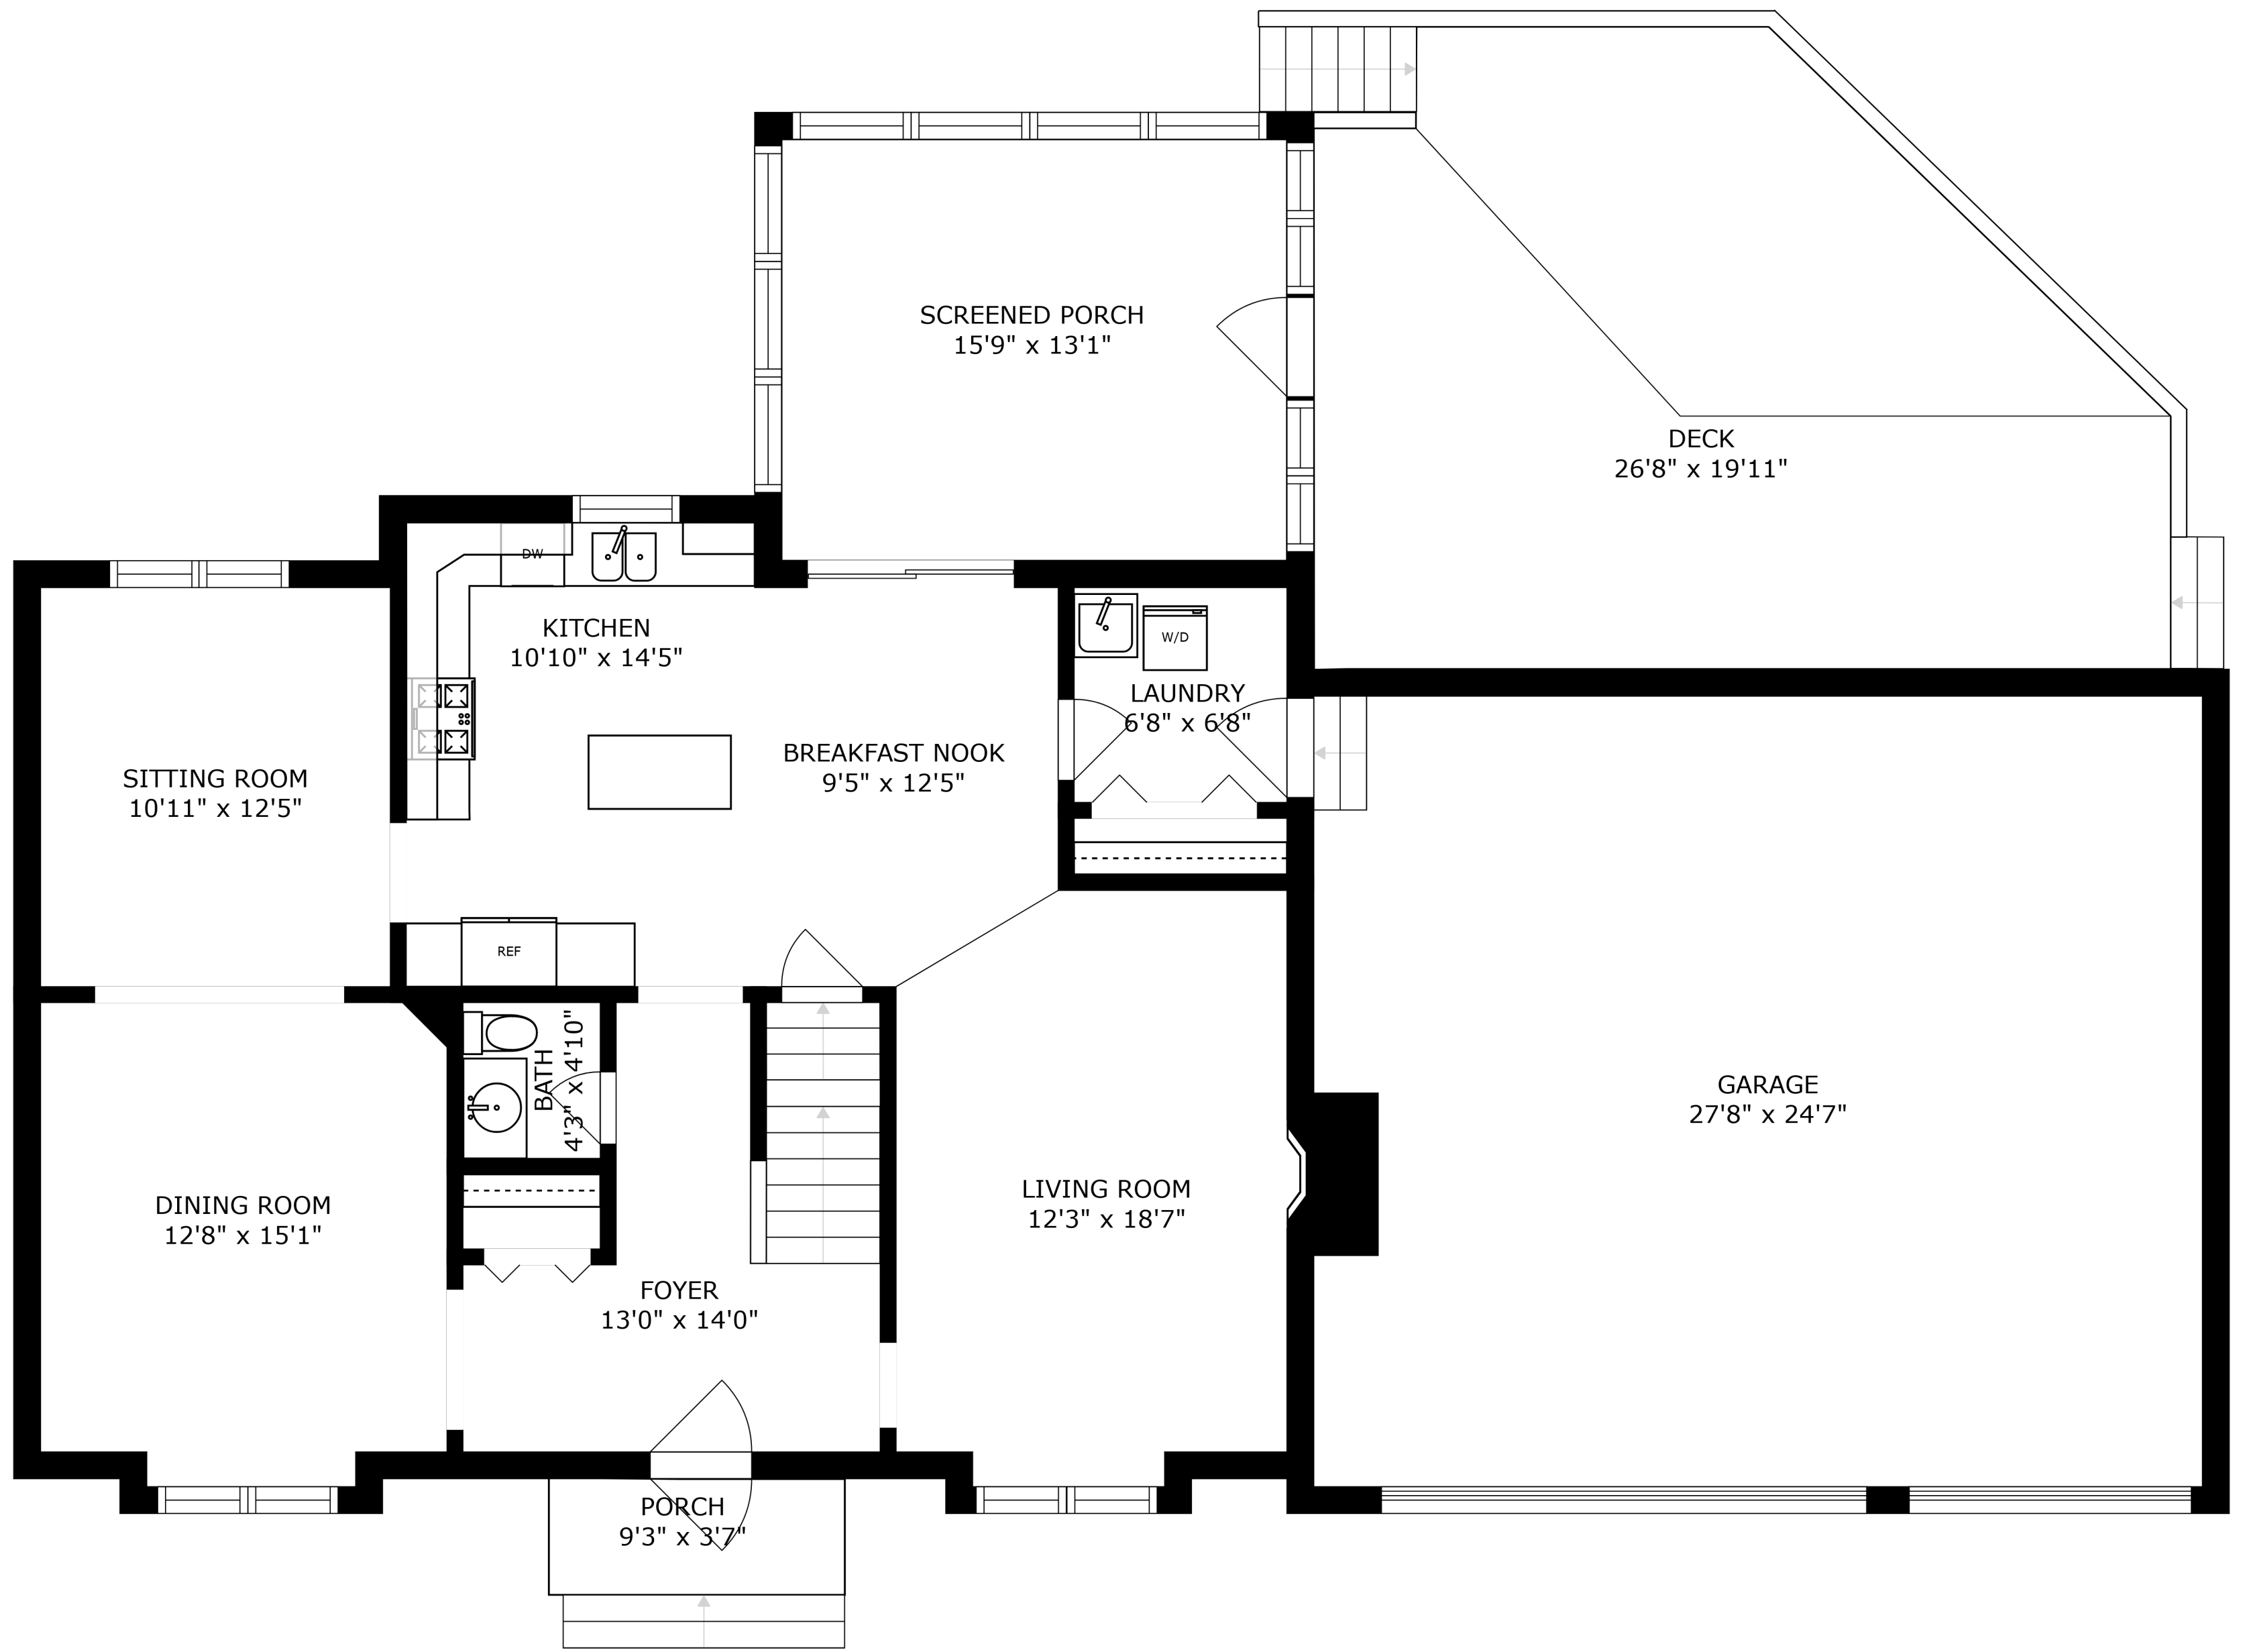 SCREENED PORCH
15'9" x 13'1"
DECK
26'8" x 19'11"
DW
KITCHEN
10'10" x 14'5"
W/D
LAUNDRY
6'8" x 6'8"
BREAKFAST NOOK
9'5" x 12'5"
SITTING ROOM
10'11" x 12'5"
REF
BATH
4'3" x 4'10"
GARAGE
27'8" x 24'7"
LIVING ROOM
12'3" x 18'7"
DINING ROOM
12'8" x 15'1"
FOYER
13'0" x 14'0"
PORCH
9'3" x 3'7"